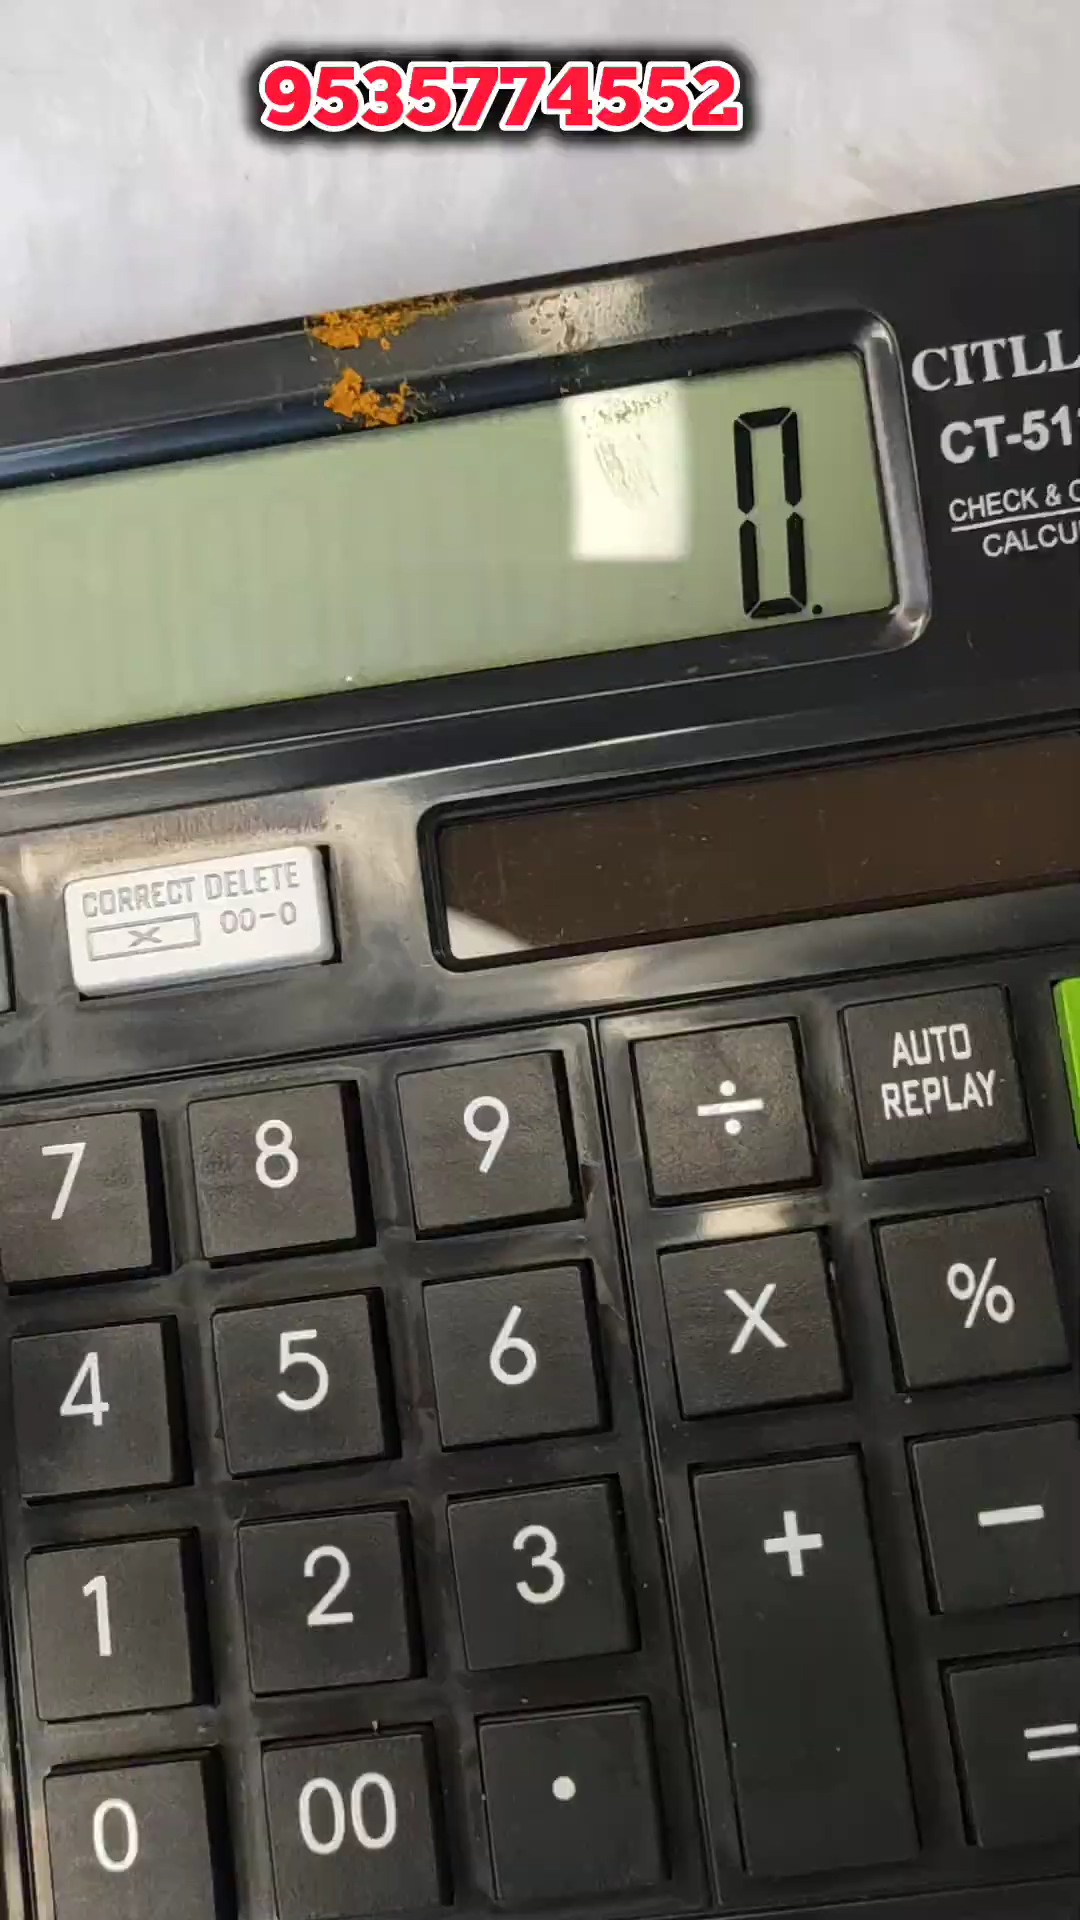 9535774552
0.
CITLL
CT-51
CHECK &
CALCU
CORRECT DELETE
X 00-0
AUTO
REPLAY
7 8 9 ÷
4 5 6 X %
1 2 3 + −
0 00 . =